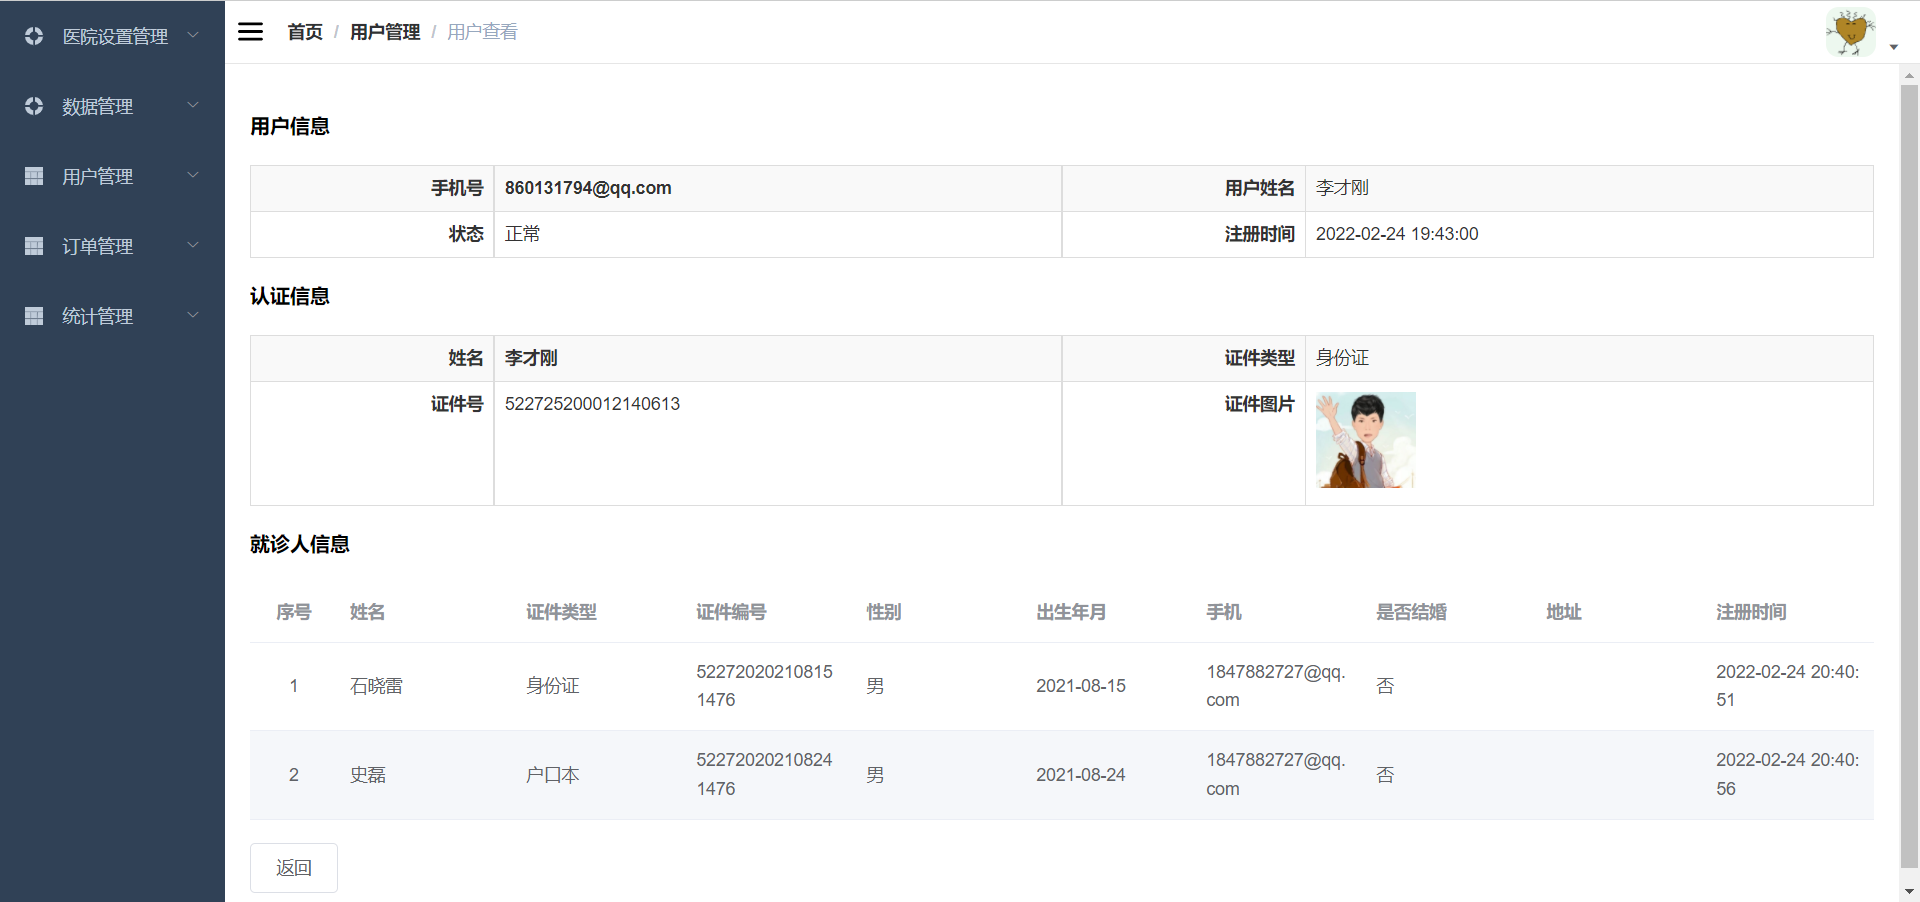 医院设置管理
数据管理
用户管理
订单管理
统计管理
首页 / 用户管理 / 用户查看
用户信息
手机号 860131794@qq.com 用户姓名 李才刚
状态 正常 注册时间 2022-02-24 19:43:00
认证信息
姓名 李才刚 证件类型 身份证
证件号 522725200012140613 证件图片
就诊人信息
序号 姓名 证件类型 证件编号 性别 出生年月 手机 是否结婚 地址 注册时间
1 石晓雷 身份证 52272020210815 男 2021-08-15 1847882727@qq. 否 2022-02-24 20:40:
1476 com 51
2 史磊 户口本 52272020210824 男 2021-08-24 1847882727@qq. 否 2022-02-24 20:40:
1476 com 56
返回